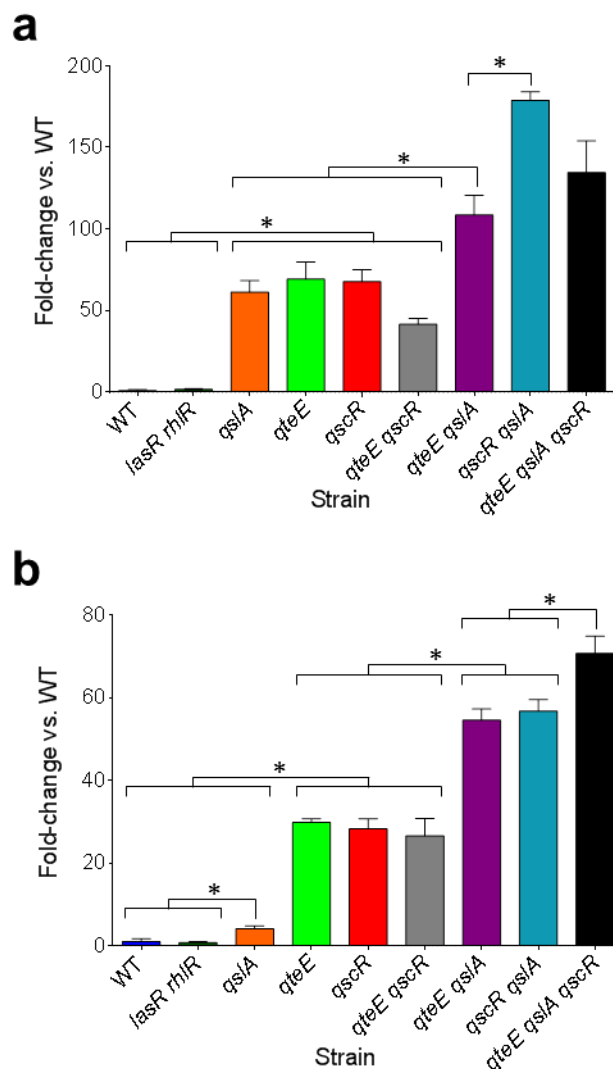 a
Fold-change vs. WT
200
150
100
50
0
*
*
*
WT
lasR rhlR
qslA
qteE
qscR
qteE qscR
qteE qslA
qscR qslA
qteE qslA qscR
Strain
b
Fold-change vs. WT
80
60
40
20
0
*
*
*
*
WT
lasR rhlR
qslA
qteE
qscR
qteE qscR
qteE qslA
qscR qslA
qteE qslA qscR
Strain